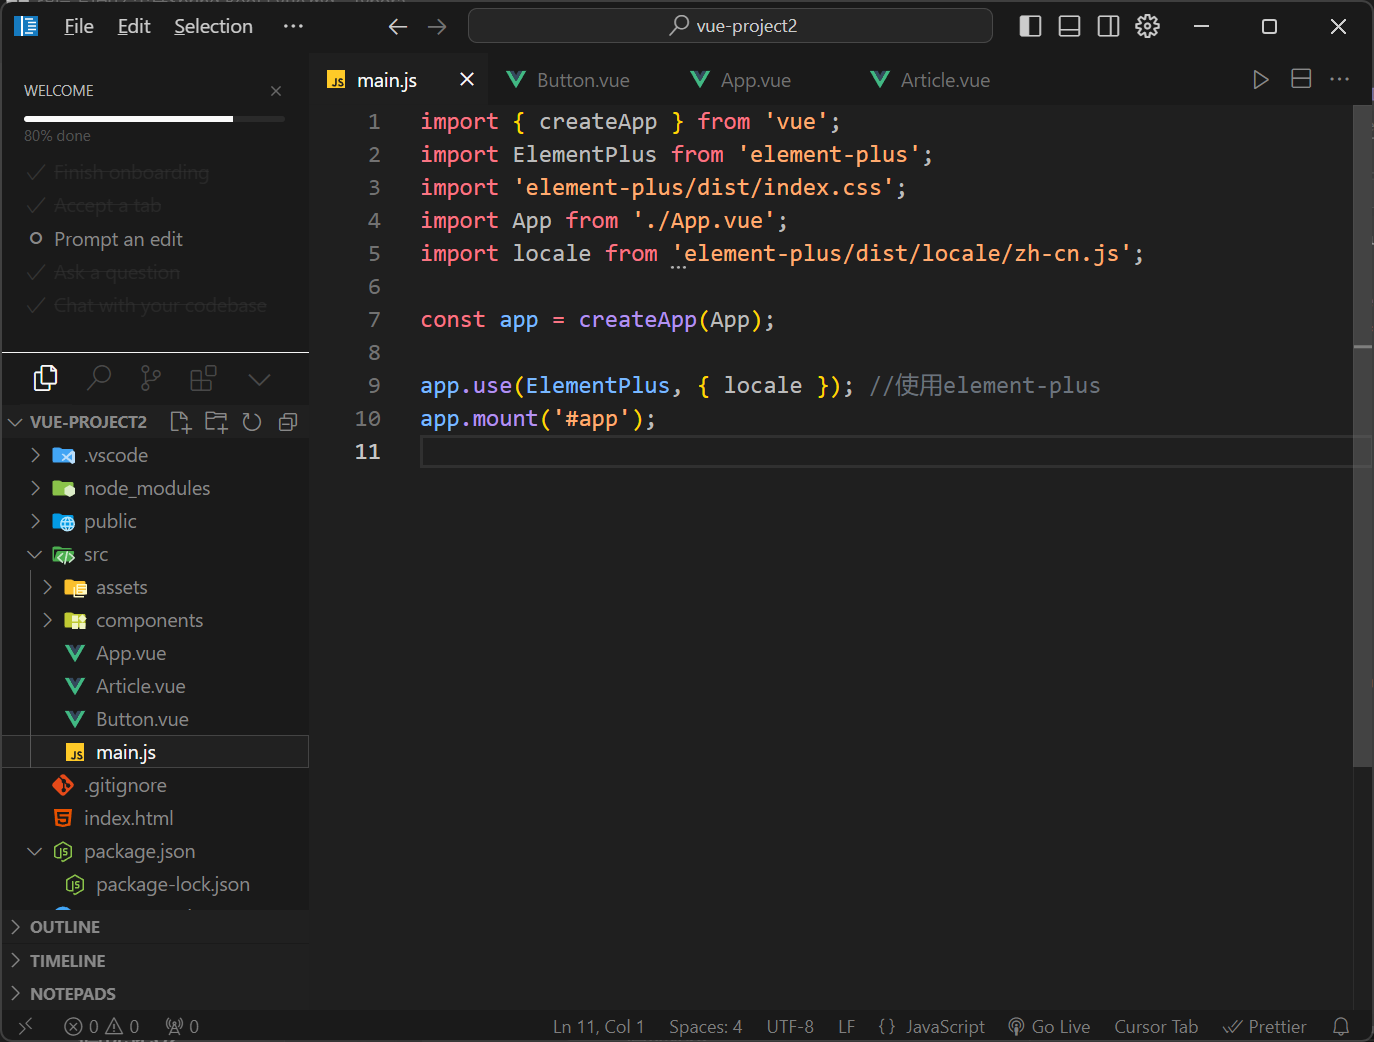 File Edit Selection ··· vue-project2
WELCOME
80% done
Finish onboarding
Accept a tab
Prompt an edit
Ask a question
Chat with your codebase
VUE-PROJECT2
.vscode
node_modules
public
src
assets
components
App.vue
Article.vue
Button.vue
main.js
.gitignore
index.html
package.json
package-lock.json
OUTLINE
TIMELINE
NOTEPADS
main.js Button.vue App.vue Article.vue
1 import { createApp } from 'vue';
2 import ElementPlus from 'element-plus';
3 import 'element-plus/dist/index.css';
4 import App from './App.vue';
5 import locale from 'element-plus/dist/locale/zh-cn.js';
6
7 const app = createApp(App);
8
9 app.use(ElementPlus, { locale }); //使用element-plus
10 app.mount('#app');
11
0 0 0 Ln 11, Col 1 Spaces: 4 UTF-8 LF {} JavaScript Go Live Cursor Tab Prettier